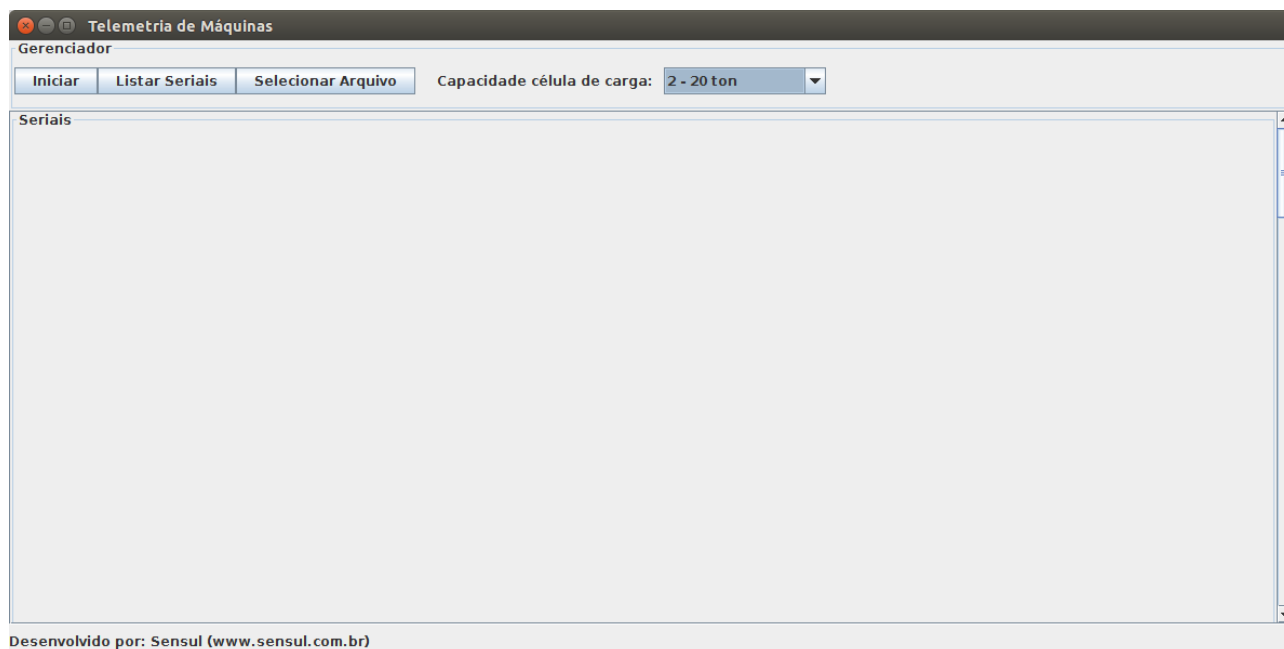 Telemetria de Máquinas
Gerenciador
Iniciar Listar Seriais Selecionar Arquivo Capacidade célula de carga: 2 - 20 ton
Seriais
Desenvolvido por: Sensul (www.sensul.com.br)